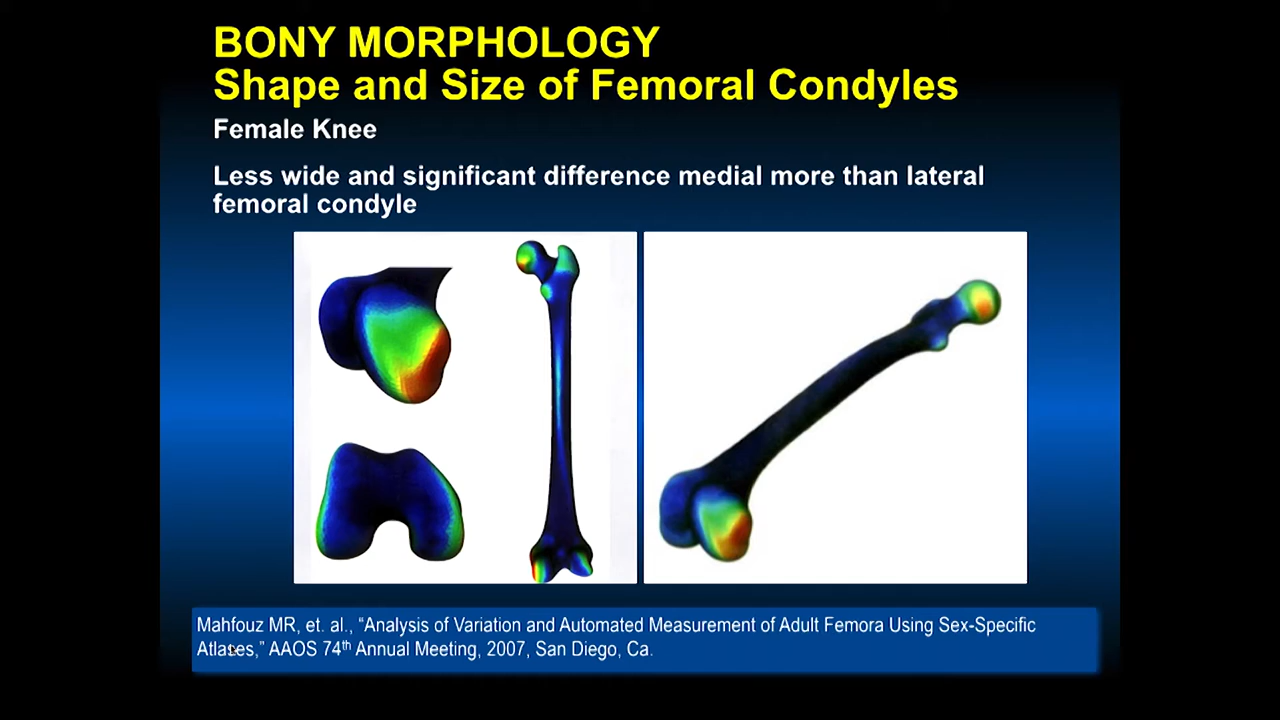 BONY MORPHOLOGY
Shape and Size of Femoral Condyles
Female Knee
Less wide and significant difference medial more than lateral
femoral condyle
Mahfouz MR, et. al., “Analysis of Variation and Automated Measurement of Adult Femora Using Sex-Specific
Atlases,” AAOS 74th Annual Meeting, 2007, San Diego, Ca.